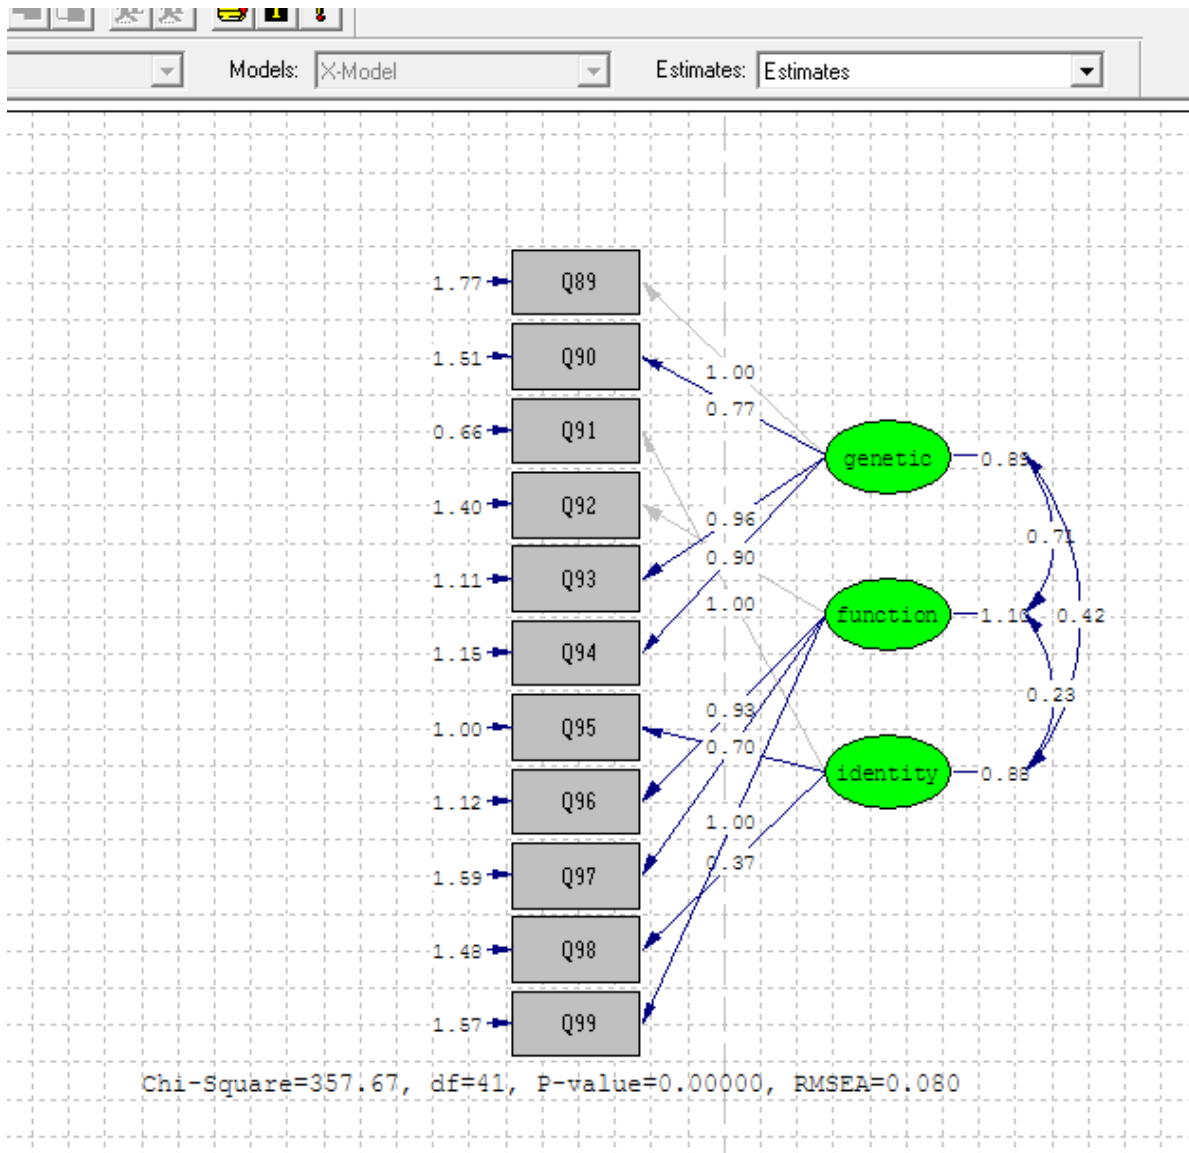 Models: X-Model Estimates: Estimates
1.77 Q89
1.51 Q90
1.00
0.77
0.66 Q91
genetic 0.89
1.40 Q92
0.96
0.71
0.90
1.11 Q93
1.00
function 1.10 0.42
1.15 Q94
0.93
0.23
1.00 Q95
0.70
identity 0.88
1.12 Q96
1.00
0.37
1.59 Q97
1.48 Q98
1.57 Q99
Chi-Square=357.67, df=41, P-value=0.00000, RMSEA=0.080